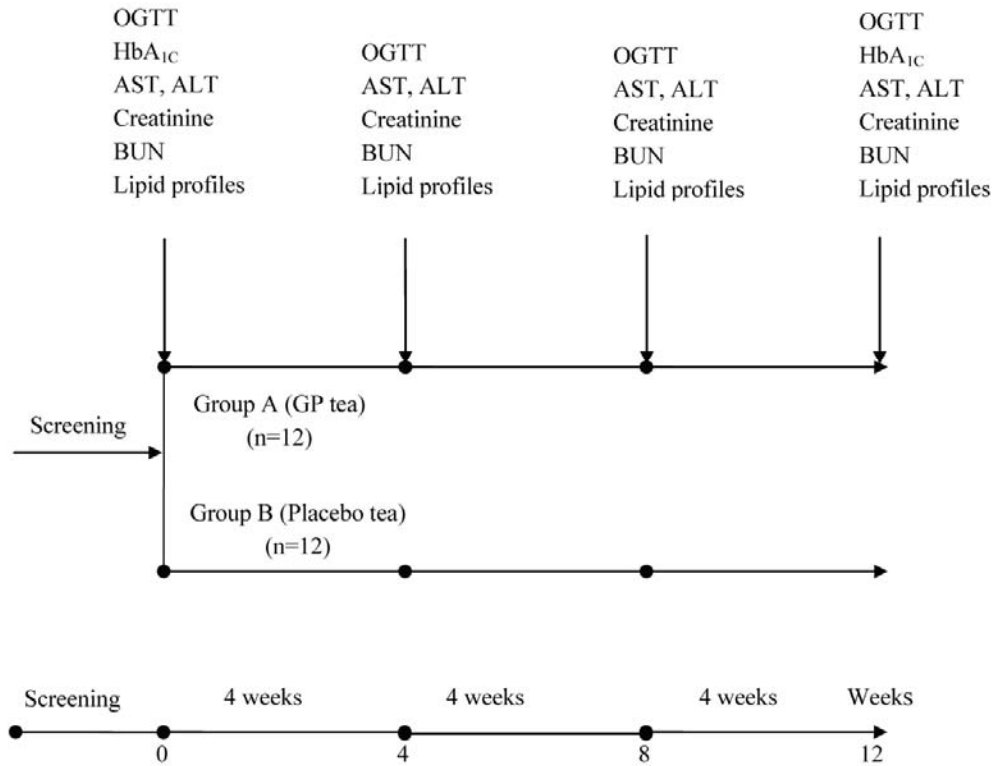 OGTT
HbA1C
AST, ALT
Creatinine
BUN
Lipid profiles
OGTT
AST, ALT
Creatinine
BUN
Lipid profiles
OGTT
AST, ALT
Creatinine
BUN
Lipid profiles
OGTT
HbA1C
AST, ALT
Creatinine
BUN
Lipid profiles
Screening
Group A (GP tea)
(n=12)
Group B (Placebo tea)
(n=12)
Screening
4 weeks
4 weeks
4 weeks
Weeks
0
4
8
12